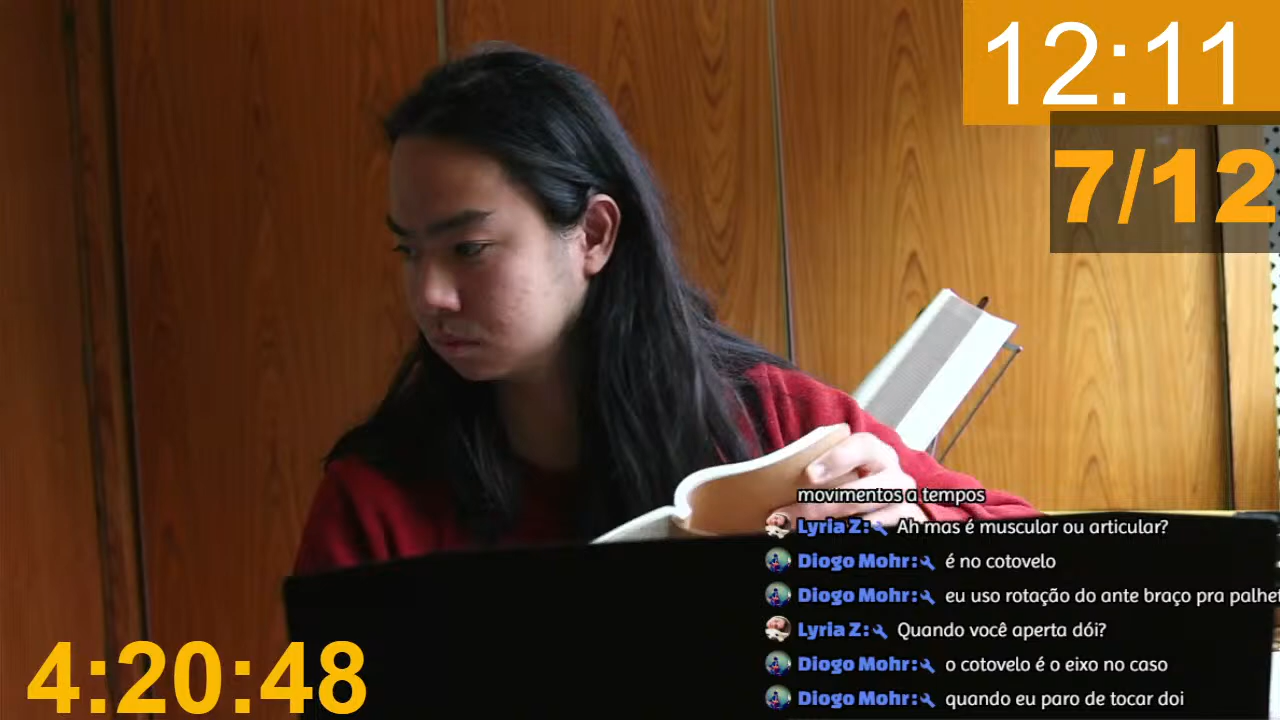 12:11
7/12
movimentos a tempos
Lyria Z: Ah mas é muscular ou articular?
Diogo Mohr: é no cotovelo
Diogo Mohr: eu uso rotação do ante braço pra palhet
Lyria Z: Quando você aperta dói?
Diogo Mohr: o cotovelo é o eixo no caso
Diogo Mohr: quando eu paro de tocar doi
4:20:48